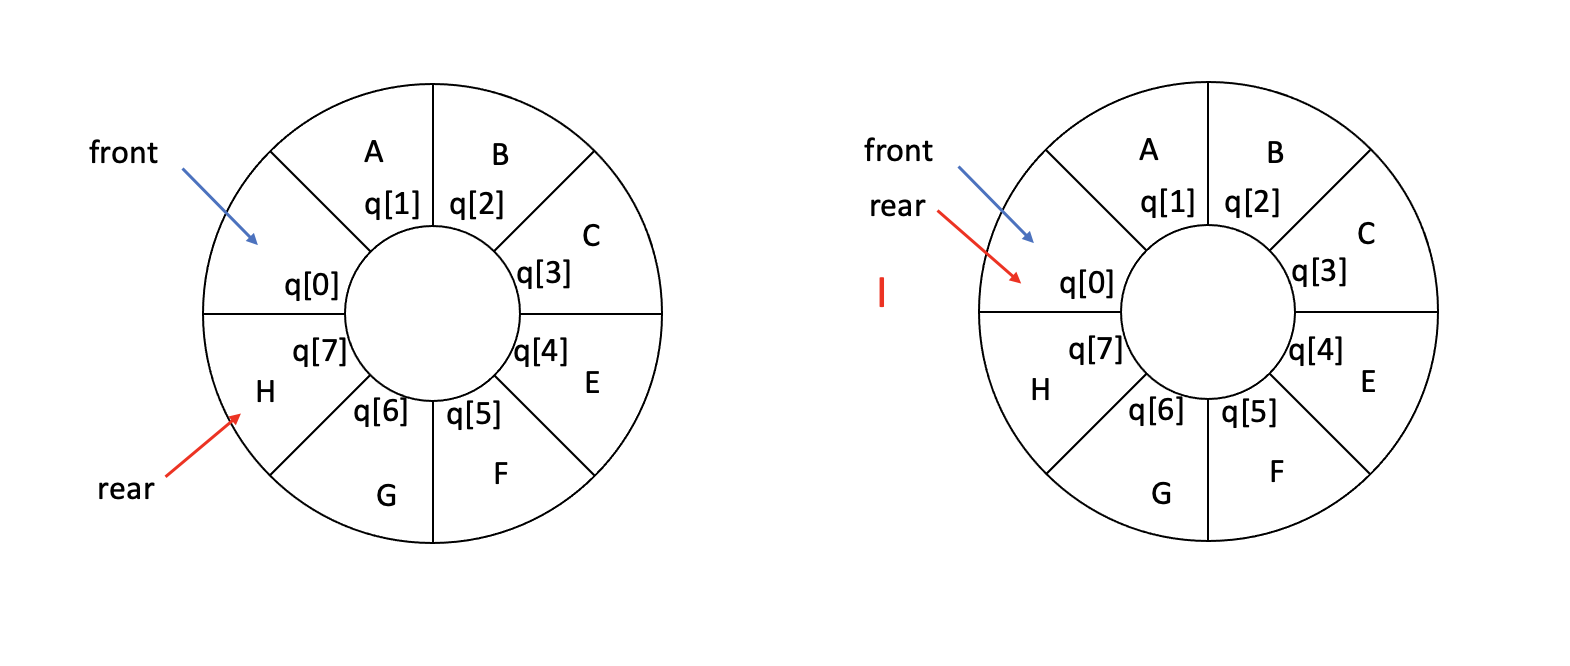 front
A
B
q[1]
q[2]
C
q[3]
q[0]
q[7]
q[4]
H
E
q[6]
q[5]
F
G
rear
front
rear
A
B
q[1]
q[2]
C
q[3]
q[0]
I
q[7]
q[4]
H
E
q[6]
q[5]
F
G